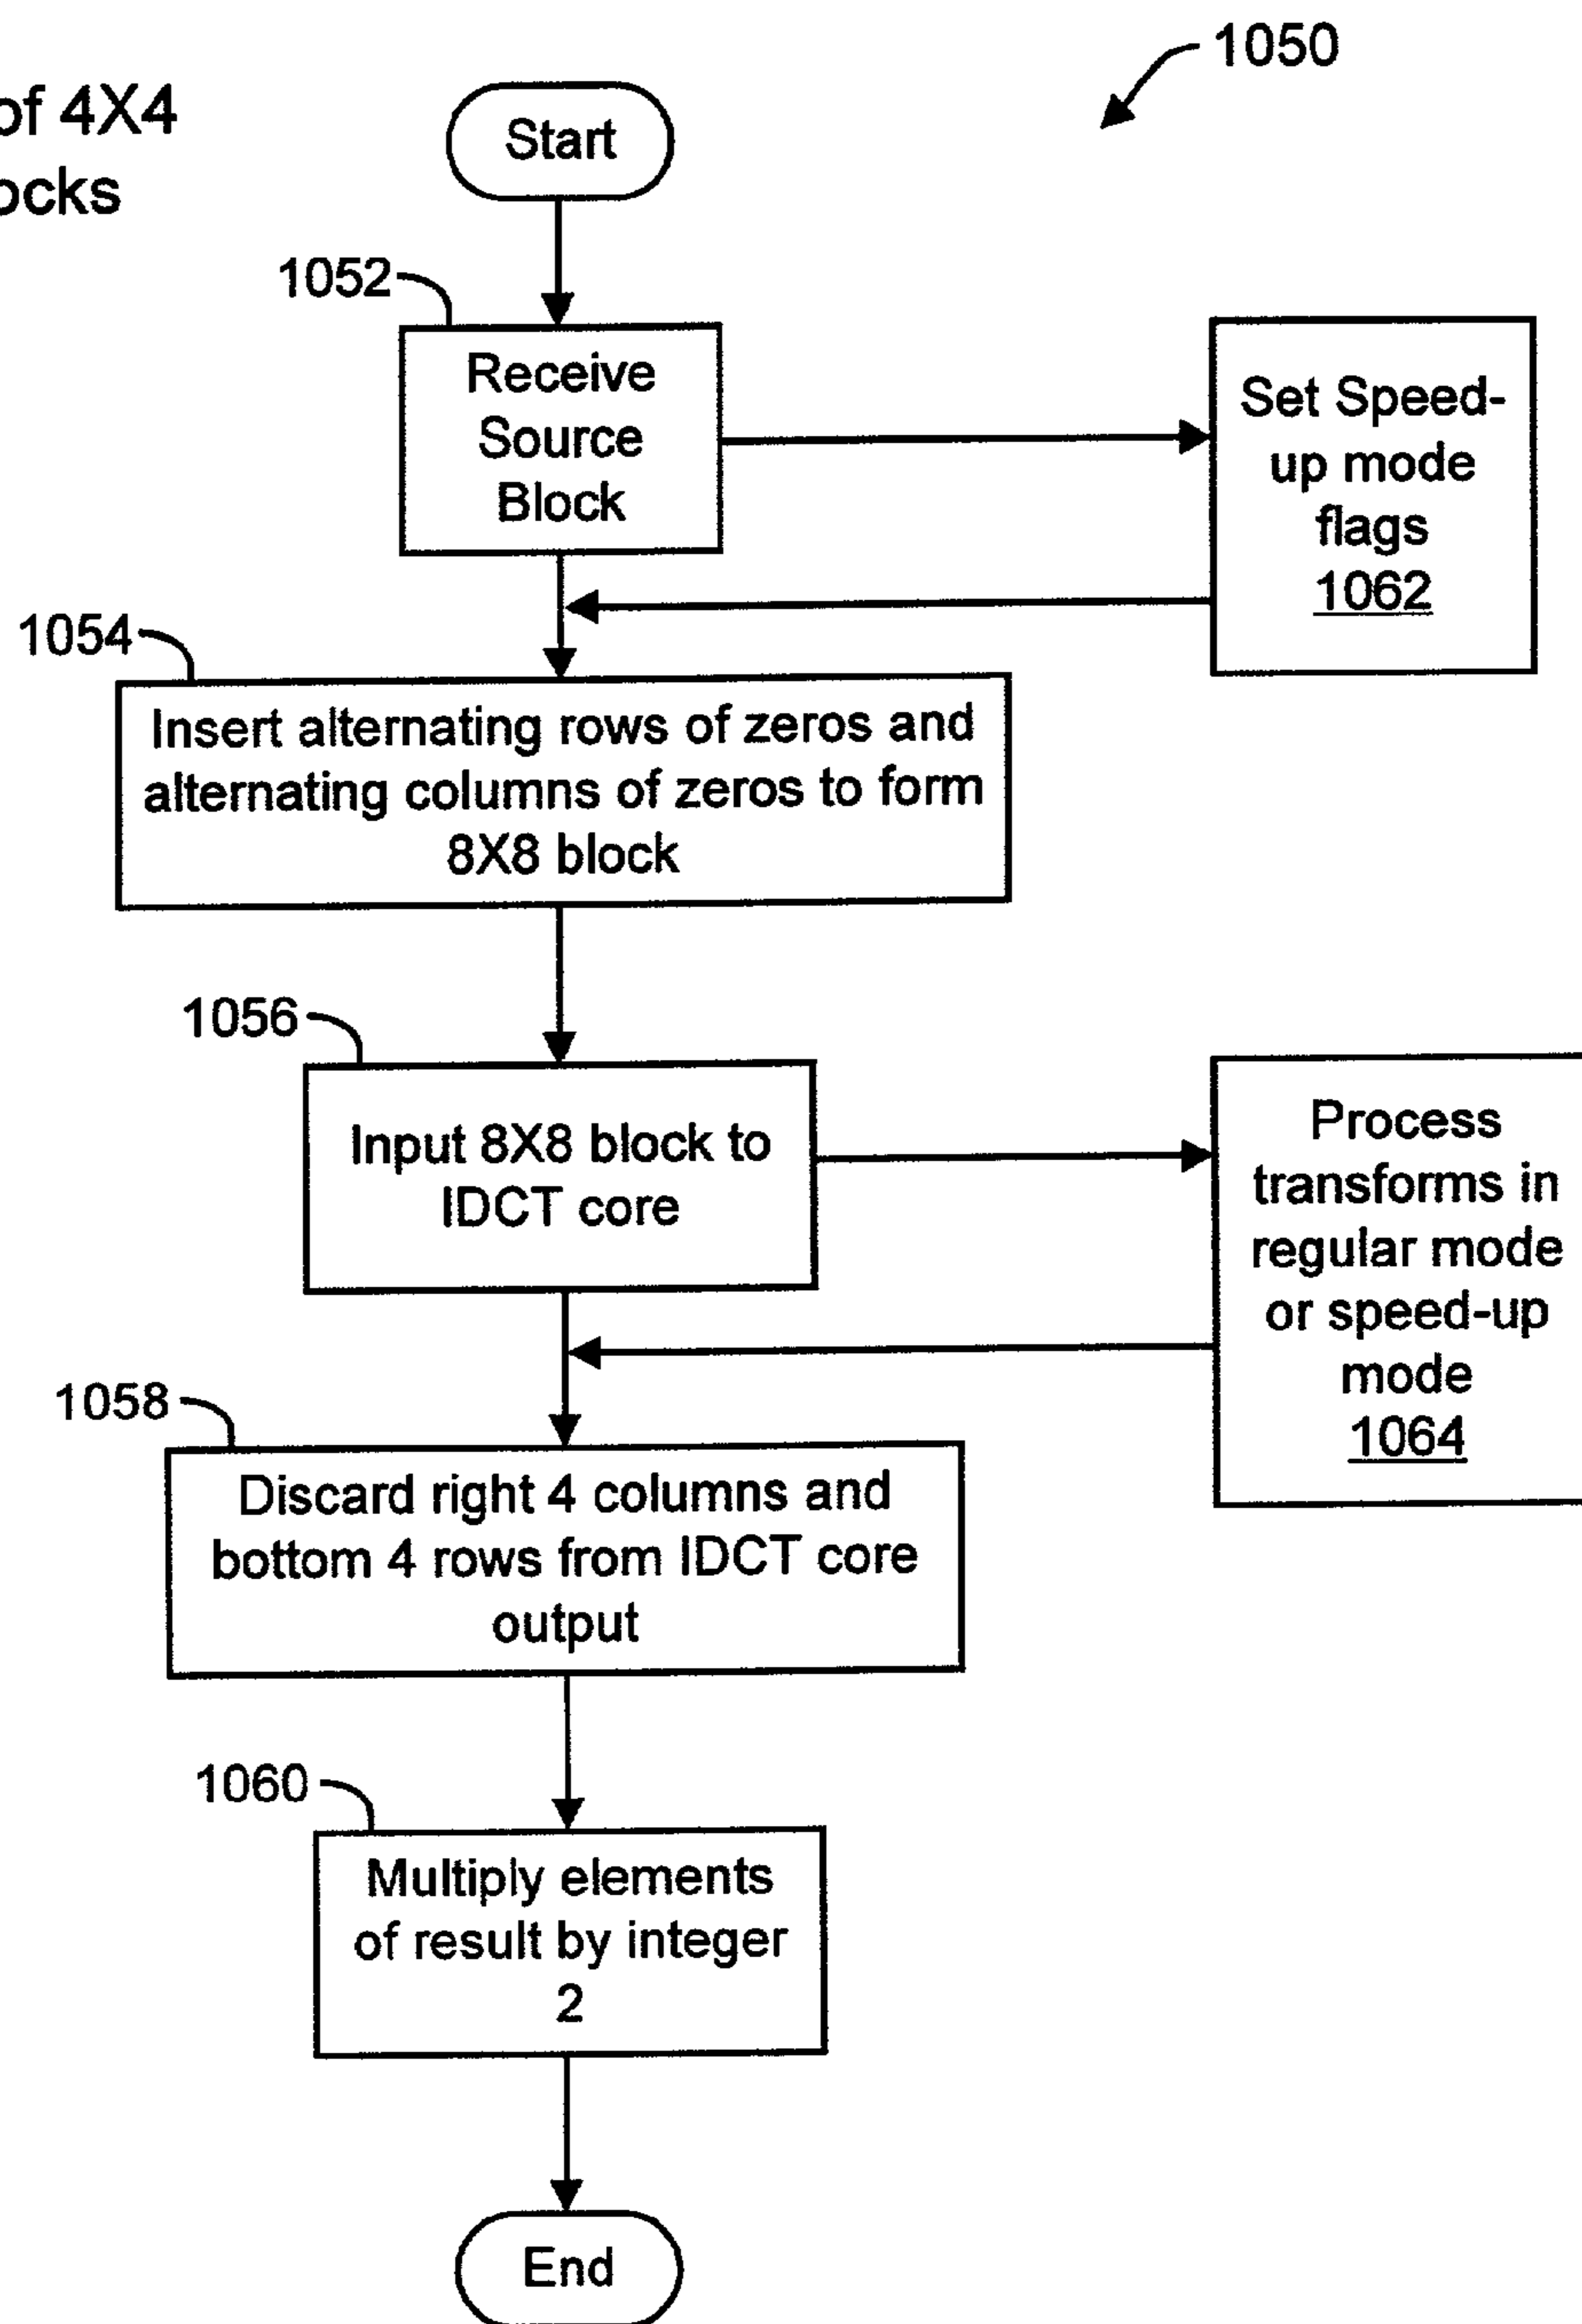 1050
of 4X4
Start
1052
Receive
Source
Block
Set Speed-
up mode
flags
1062
1054
Insert alternating rows of zeros and
alternating columns of zeros to form
8X8 block
1056
Input 8X8 block to
IDCT core
Process
transforms in
regular mode
or speed-up
mode
1064
1058
Discard right 4 columns and
bottom 4 rows from IDCT core
output
1060
Multiply elements
of result by integer
2
End